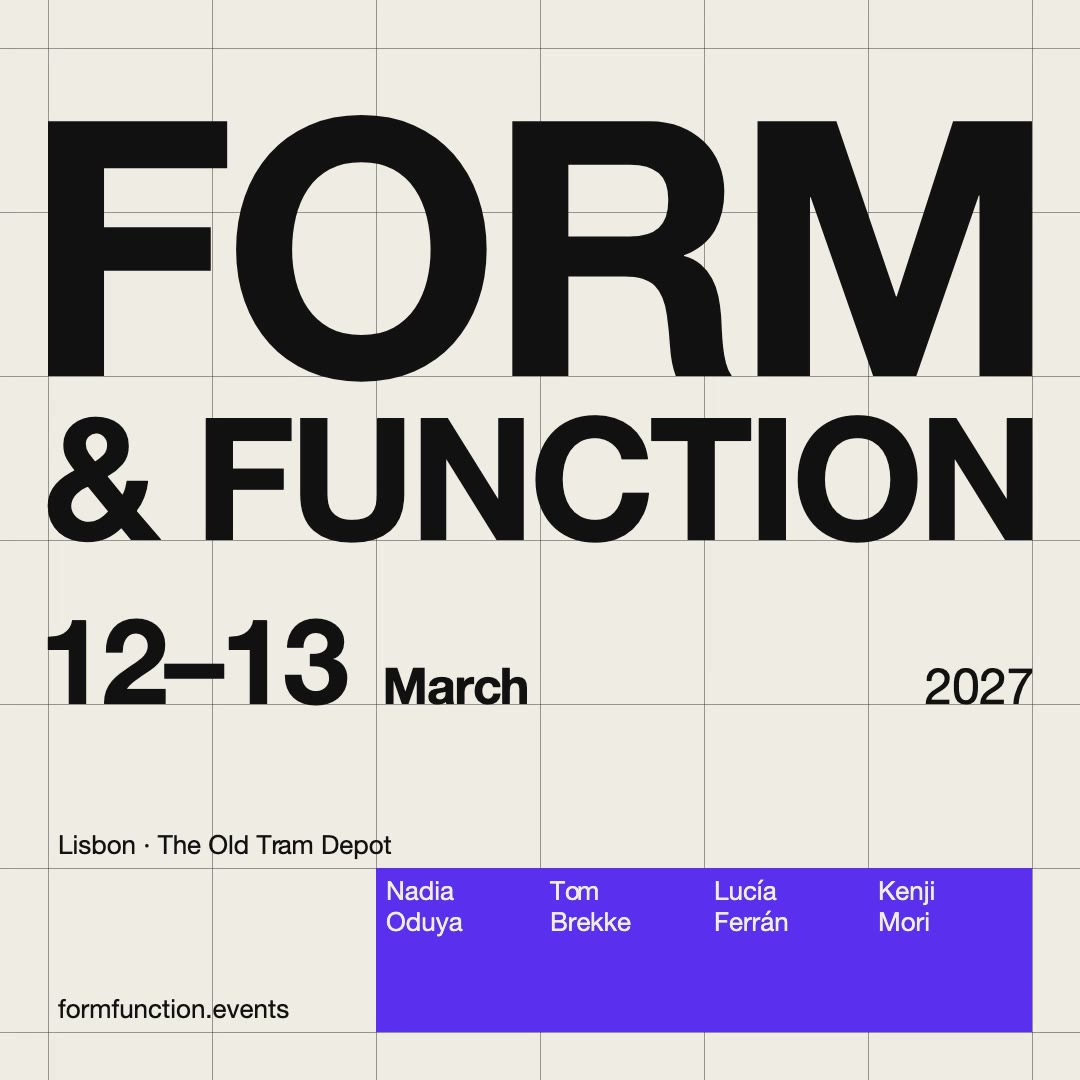 FORM
& FUNCTION
12–13 March 2027
Lisbon · The Old Tram Depot
Nadia Oduya
Tom Brekke
Lucía Ferrán
Kenji Mori
formfunction.events